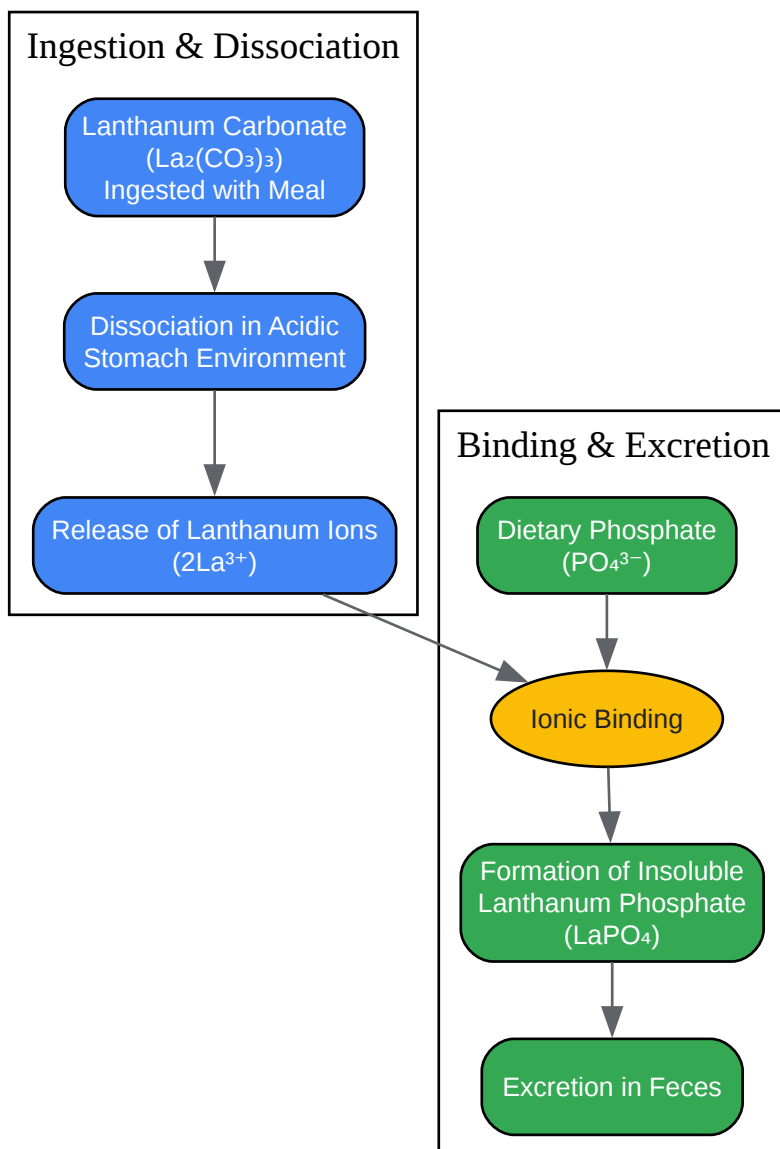 Ingestion & Dissociation
Lanthanum Carbonate
(La₂(CO₃)₃)
Ingested with Meal
Dissociation in Acidic
Stomach Environment
Release of Lanthanum Ions
(2La³⁺)
Binding & Excretion
Dietary Phosphate
(PO₄³⁻)
Ionic Binding
Formation of Insoluble
Lanthanum Phosphate
(LaPO₄)
Excretion in Feces